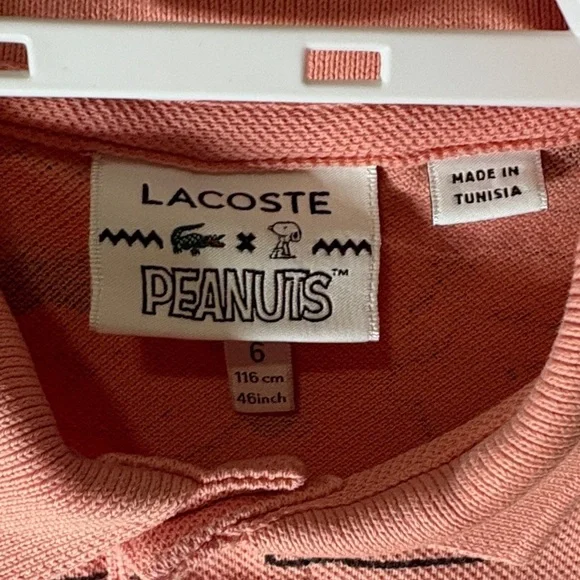 LACOSTE
x
PEANUTS™
6
116 cm
46inch
MADE IN
TUNISIA